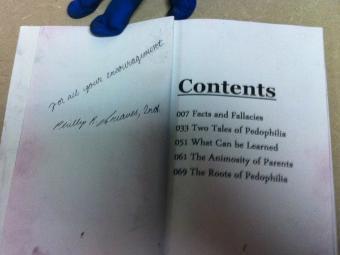 For all your encouragement
Phillip R. Greaves, 2nd
Contents
007 Facts and Fallacies
033 Two Tales of Pedophilia
051 What Can be Learned
061 The Animosity of Parents
069 The Roots of Pedophilia